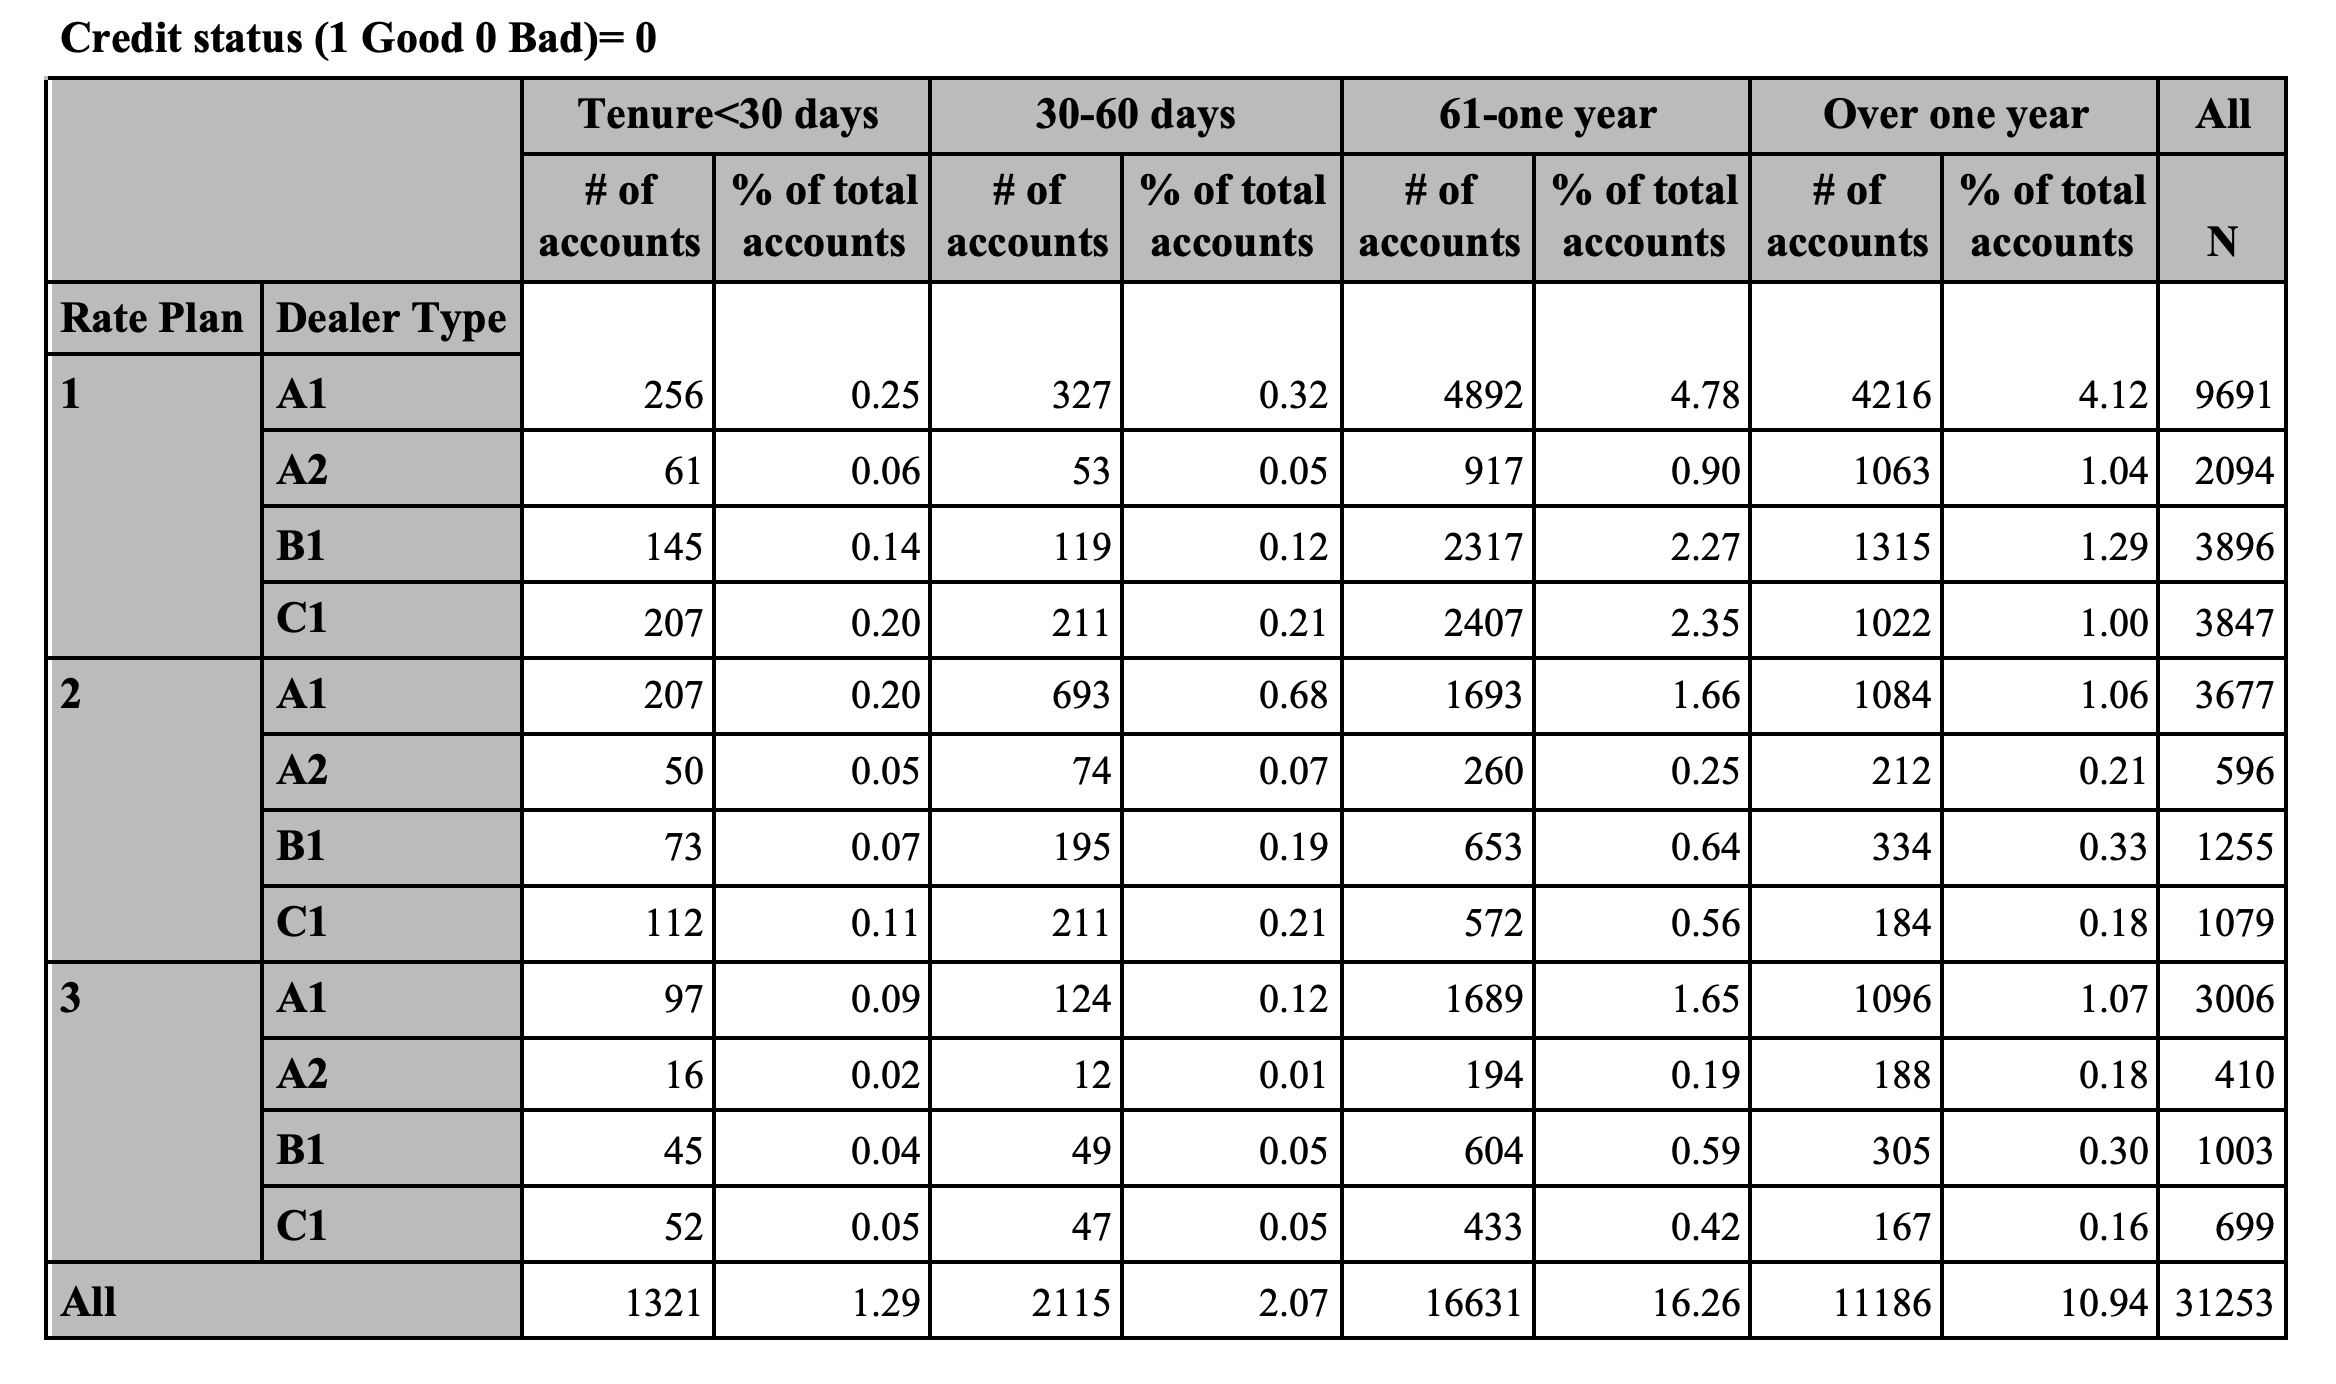 Credit status (1 Good 0 Bad)= 0
Tenure<30 days 30-60 days 61-one year Over one year All
# of accounts % of total accounts # of accounts % of total accounts # of accounts % of total accounts # of accounts % of total accounts N
Rate Plan Dealer Type
1 A1 256 0.25 327 0.32 4892 4.78 4216 4.12 9691
A2 61 0.06 53 0.05 917 0.90 1063 1.04 2094
B1 145 0.14 119 0.12 2317 2.27 1315 1.29 3896
C1 207 0.20 211 0.21 2407 2.35 1022 1.00 3847
2 A1 207 0.20 693 0.68 1693 1.66 1084 1.06 3677
A2 50 0.05 74 0.07 260 0.25 212 0.21 596
B1 73 0.07 195 0.19 653 0.64 334 0.33 1255
C1 112 0.11 211 0.21 572 0.56 184 0.18 1079
3 A1 97 0.09 124 0.12 1689 1.65 1096 1.07 3006
A2 16 0.02 12 0.01 194 0.19 188 0.18 410
B1 45 0.04 49 0.05 604 0.59 305 0.30 1003
C1 52 0.05 47 0.05 433 0.42 167 0.16 699
All 1321 1.29 2115 2.07 16631 16.26 11186 10.94 31253